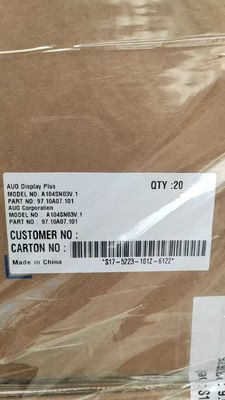 AUO Display Plus QTY :20
MODEL NO: A104SN03V.1
PART NO: 97.10A07.101
AUO Corporation
MODEL NO : A104SN03V.1
PART NO : 97.10A07.101
CUSTOMER NO :
CARTON NO :
Made in China *S17-5223-101Z-6122*